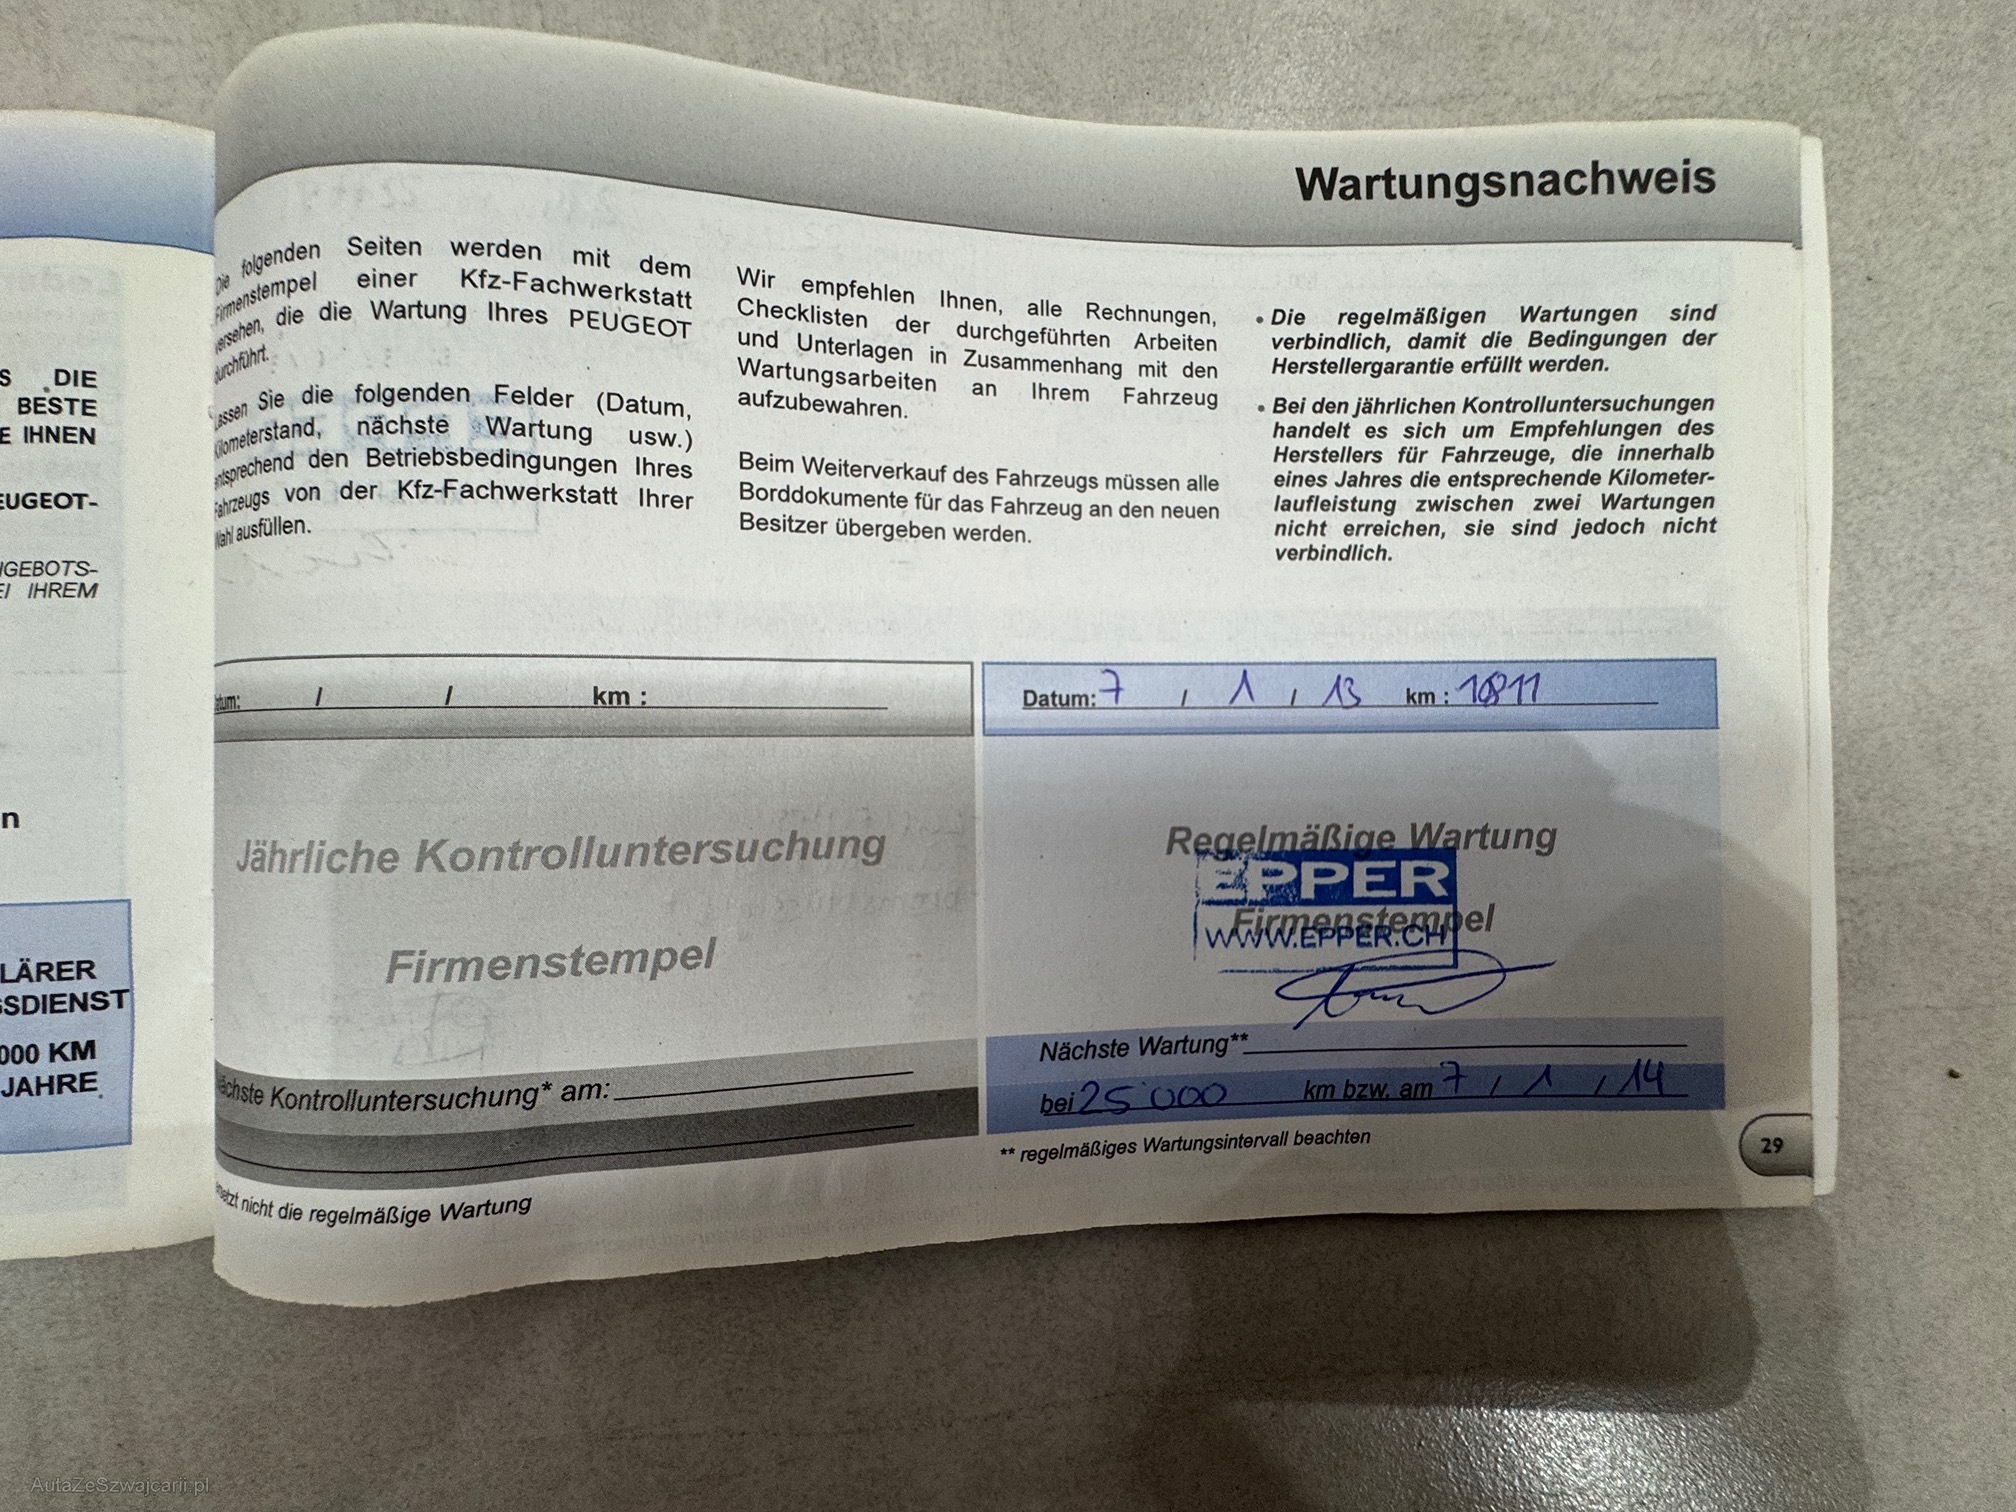 S DIE
BESTE
E IHNEN
EUGEOT-
IGEBOTS-
EI IHREM
n
LÄRER
SDIENST
000 KM
JAHRE
Wartungsnachweis
Die folgenden Seiten werden mit dem
Firmenstempel einer Kfz-Fachwerkstatt
versehen, die die Wartung Ihres PEUGEOT
durchführt.
assen Sie die folgenden Felder (Datum,
Kilometerstand, nächste Wartung usw.)
entsprechend den Betriebsbedingungen Ihres
Fahrzeugs von der Kfz-Fachwerkstatt Ihrer
Wahl ausfüllen.
Wir empfehlen Ihnen, alle Rechnungen,
Checklisten der durchgeführten Arbeiten
und Unterlagen in Zusammenhang mit den
Wartungsarbeiten an Ihrem Fahrzeug
aufzubewahren.
Beim Weiterverkauf des Fahrzeugs müssen alle
Borddokumente für das Fahrzeug an den neuen
Besitzer übergeben werden.
• Die regelmäßigen Wartungen sind
verbindlich, damit die Bedingungen der
Herstellergarantie erfüllt werden.
• Bei den jährlichen Kontrolluntersuchungen
handelt es sich um Empfehlungen des
Herstellers für Fahrzeuge, die innerhalb
eines Jahres die entsprechende Kilometer-
laufleistung zwischen zwei Wartungen
nicht erreichen, sie sind jedoch nicht
verbindlich.
tum: / / km :
Jährliche Kontrolluntersuchung
Firmenstempel
ächste Kontrolluntersuchung* am:
setzt nicht die regelmäßige Wartung
Datum: 7 / 1 / 13 km : 16811
Regelmäßige Wartung
EPPER
Firmenstempel
WWW.EPPER.CH
Nächste Wartung**
bei 25'000 km bzw. am 7 / 1 / 14
** regelmäßiges Wartungsintervall beachten
29
AutaZeSzwajcarii.pl